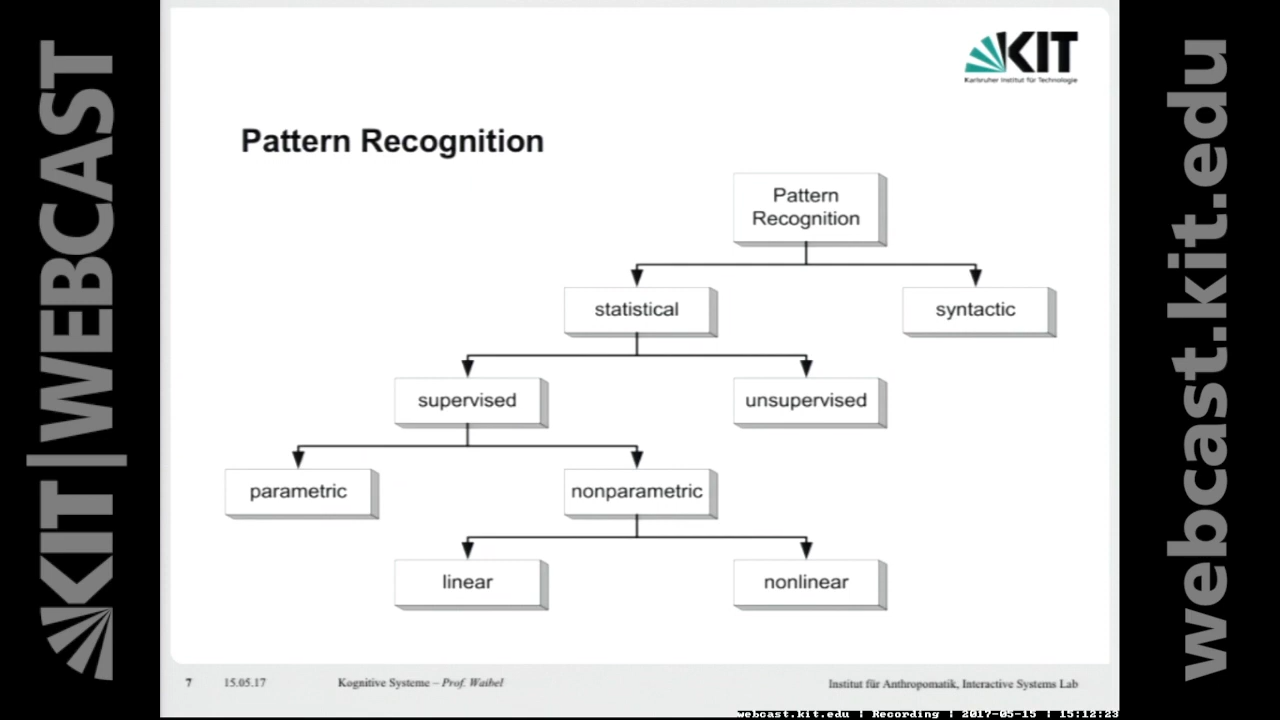 KIT|WEBCAST
KIT
Karlsruher Institut für Technologie
Pattern Recognition
Pattern
Recognition
statistical
syntactic
supervised
unsupervised
parametric
nonparametric
linear
nonlinear
7
15.05.17
Kognitive Systeme – Prof. Waibel
Institut für Anthropomatik, Interactive Systems Lab
webcast.kit.edu | Recording | 2017-05-15 | 15:12:23
webcast.kit.edu